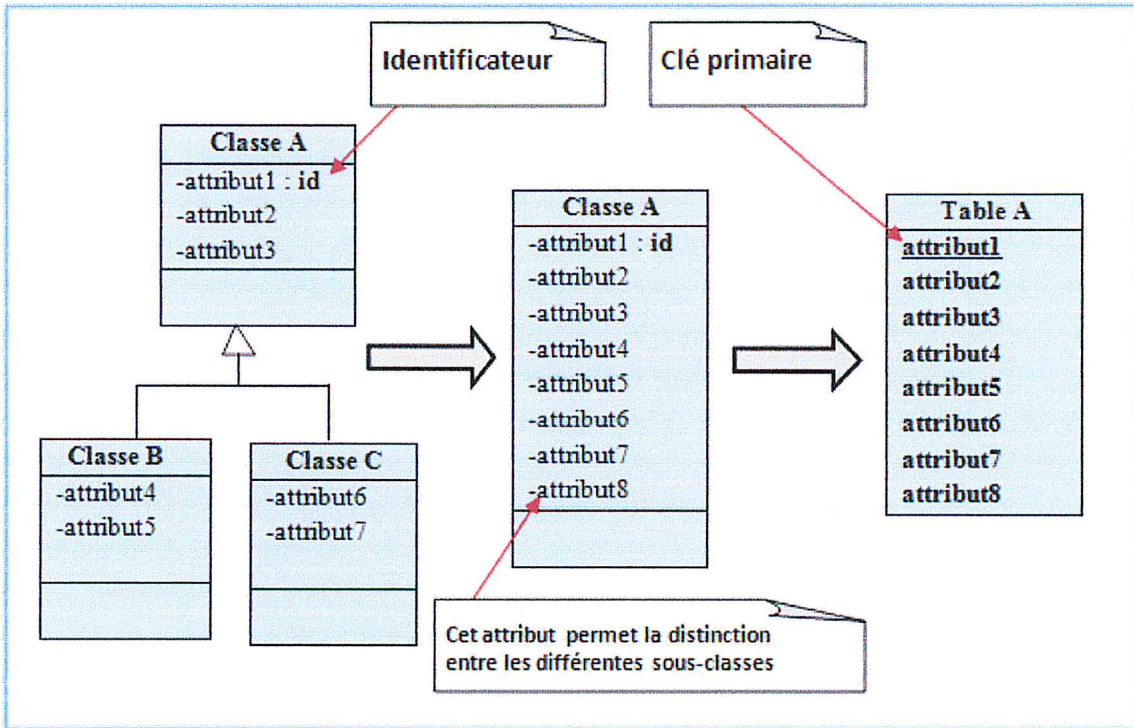 Identificateur
Clé primaire
Classe A
-attribut1 : id
-attribut2
-attribut3
Classe B
-attribut4
-attribut5
Classe C
-attribut6
-attribut7
Classe A
-attribut1 : id
-attribut2
-attribut3
-attribut4
-attribut5
-attribut6
-attribut7
-attribut8
Cet attribut permet la distinction
entre les différentes sous-classes
Table A
attribut1
attribut2
attribut3
attribut4
attribut5
attribut6
attribut7
attribut8